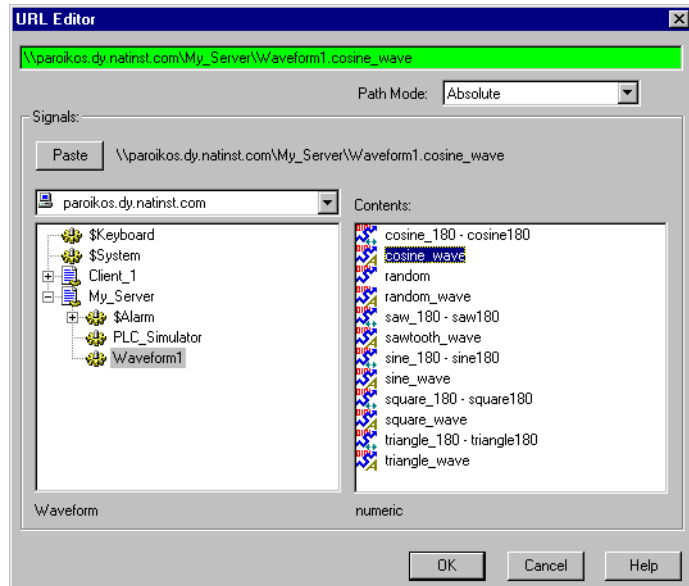 URL Editor
\\paroikos.dy.natinst.com\My_Server\Waveform1.cosine_wave
Path Mode: Absolute
Signals:
Paste \\paroikos.dy.natinst.com\My_Server\Waveform1.cosine_wave
paroikos.dy.natinst.com
$Keyboard
$System
Client_1
My_Server
$Alarm
PLC_Simulator
Waveform1
Waveform
Contents:
cosine_180 - cosine180
cosine_wave
random
random_wave
saw_180 - saw180
sawtooth_wave
sine_180 - sine180
sine_wave
square_180 - square180
square_wave
triangle_180 - triangle180
triangle_wave
numeric
OK Cancel Help